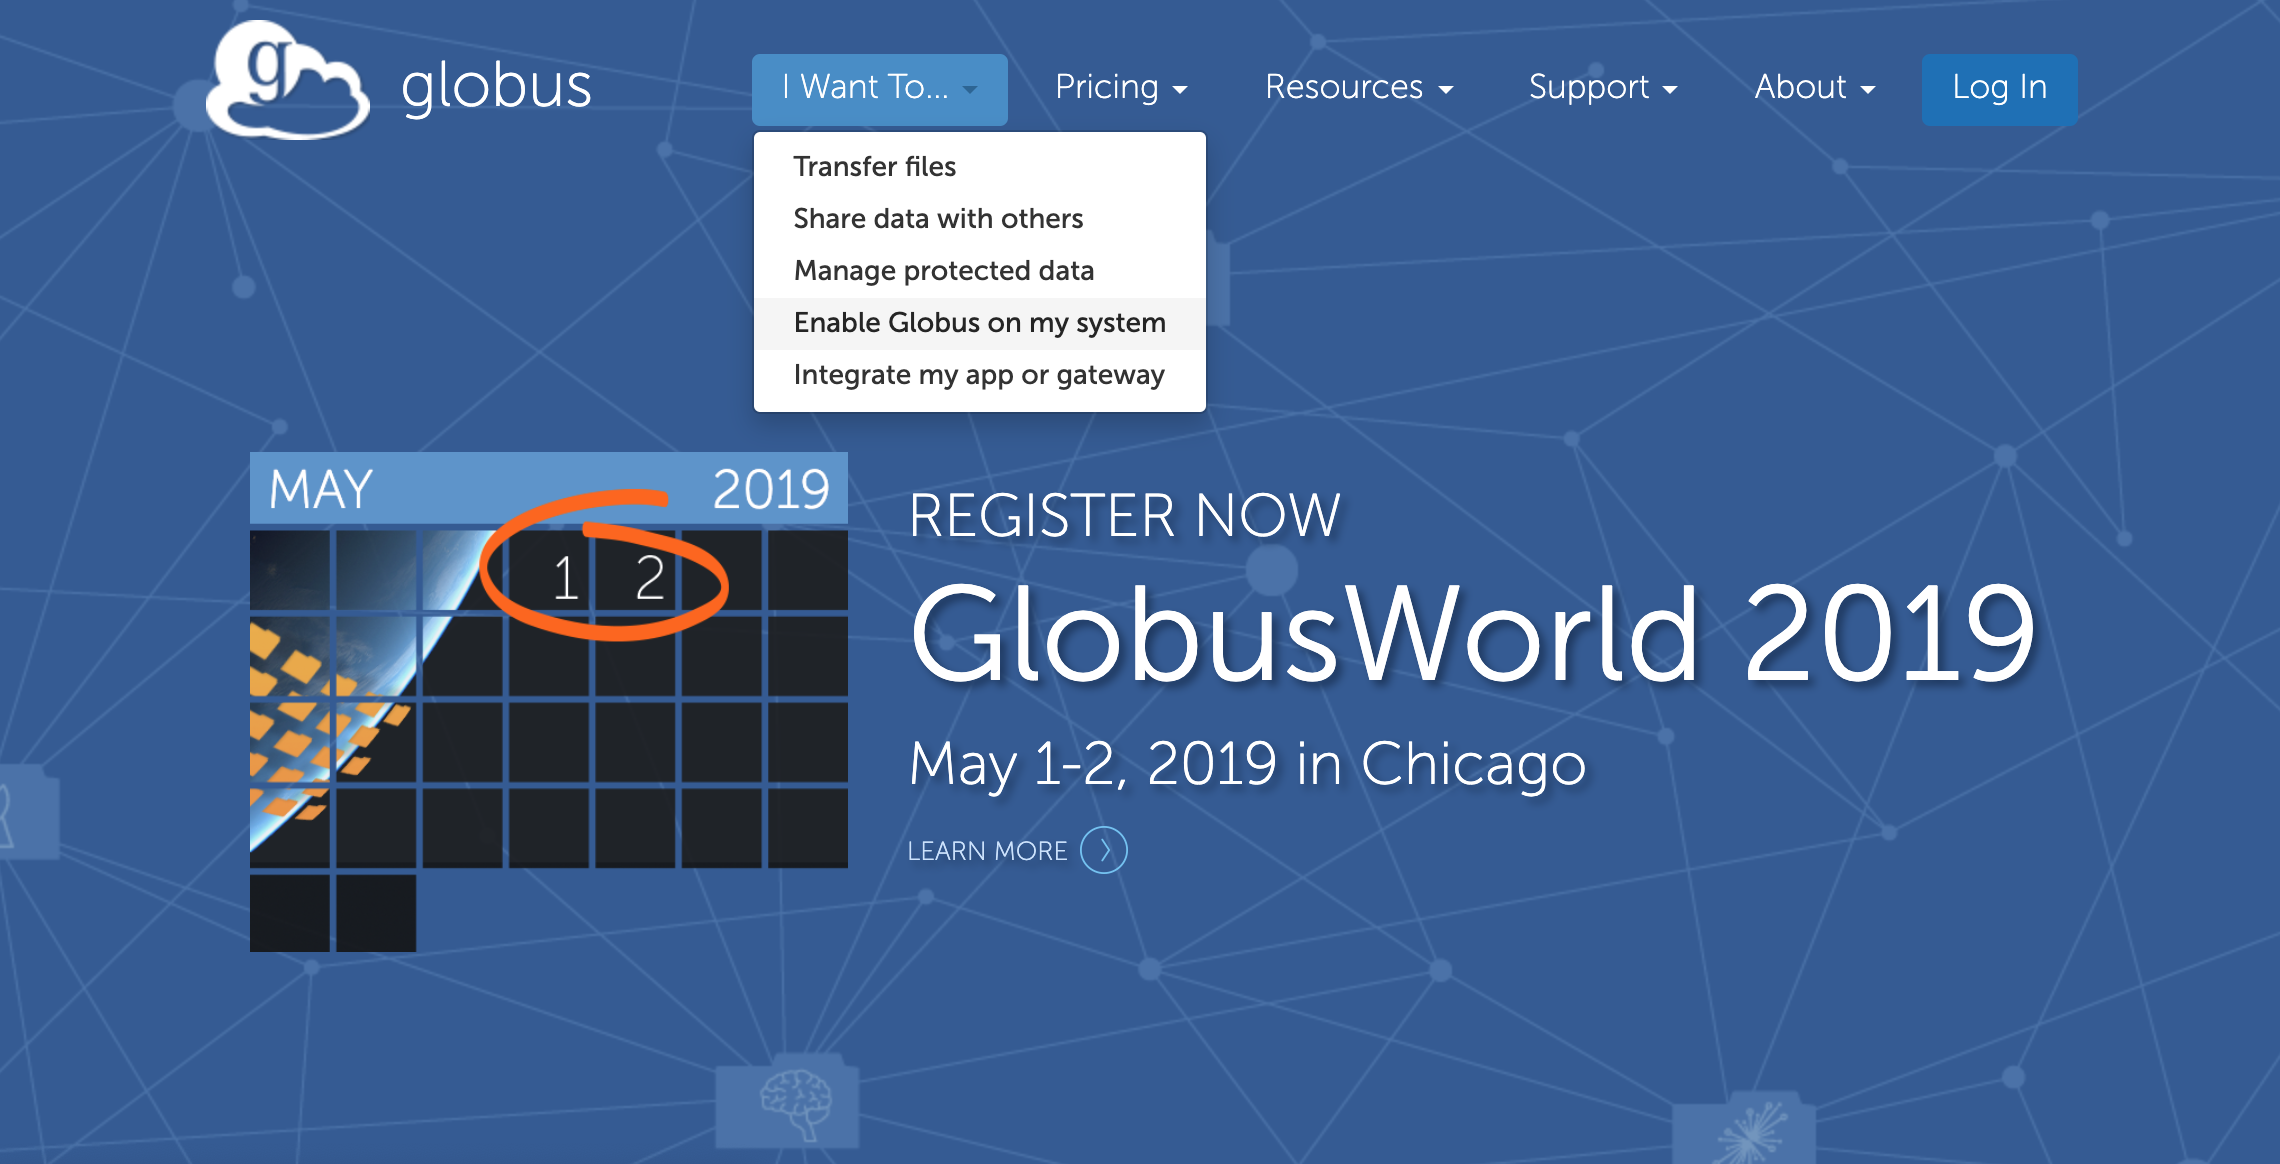 g globus
I Want To... Pricing Resources Support About Log In
Transfer files
Share data with others
Manage protected data
Enable Globus on my system
Integrate my app or gateway
MAY 2019
1 2
REGISTER NOW
GlobusWorld 2019
May 1-2, 2019 in Chicago
LEARN MORE